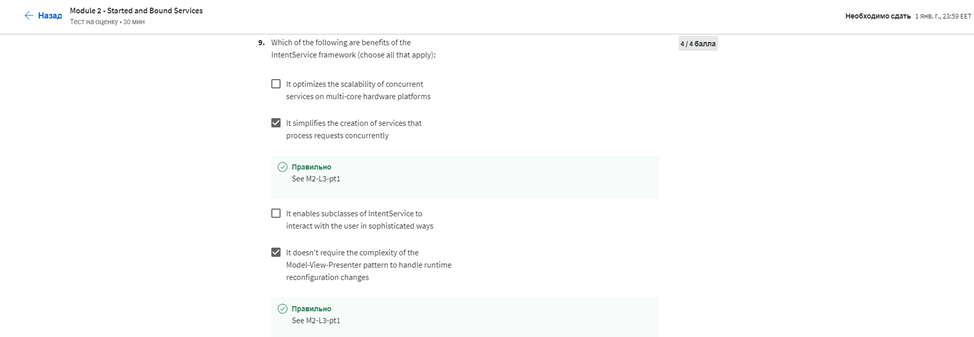 Назад
Module 2 - Started and Bound Services
Тест на оценку • 30 мин
Необходимо сдать 1 янв. г., 23:59 EET
9. Which of the following are benefits of the
IntentService framework (choose all that apply):
4 / 4 балла
It optimizes the scalability of concurrent
services on multi-core hardware platforms
It simplifies the creation of services that
process requests concurrently
Правильно
See M2-L3-pt1
It enables subclasses of IntentService to
interact with the user in sophisticated ways
It doesn't require the complexity of the
Model-View-Presenter pattern to handle runtime
reconfiguration changes
Правильно
See M2-L3-pt1